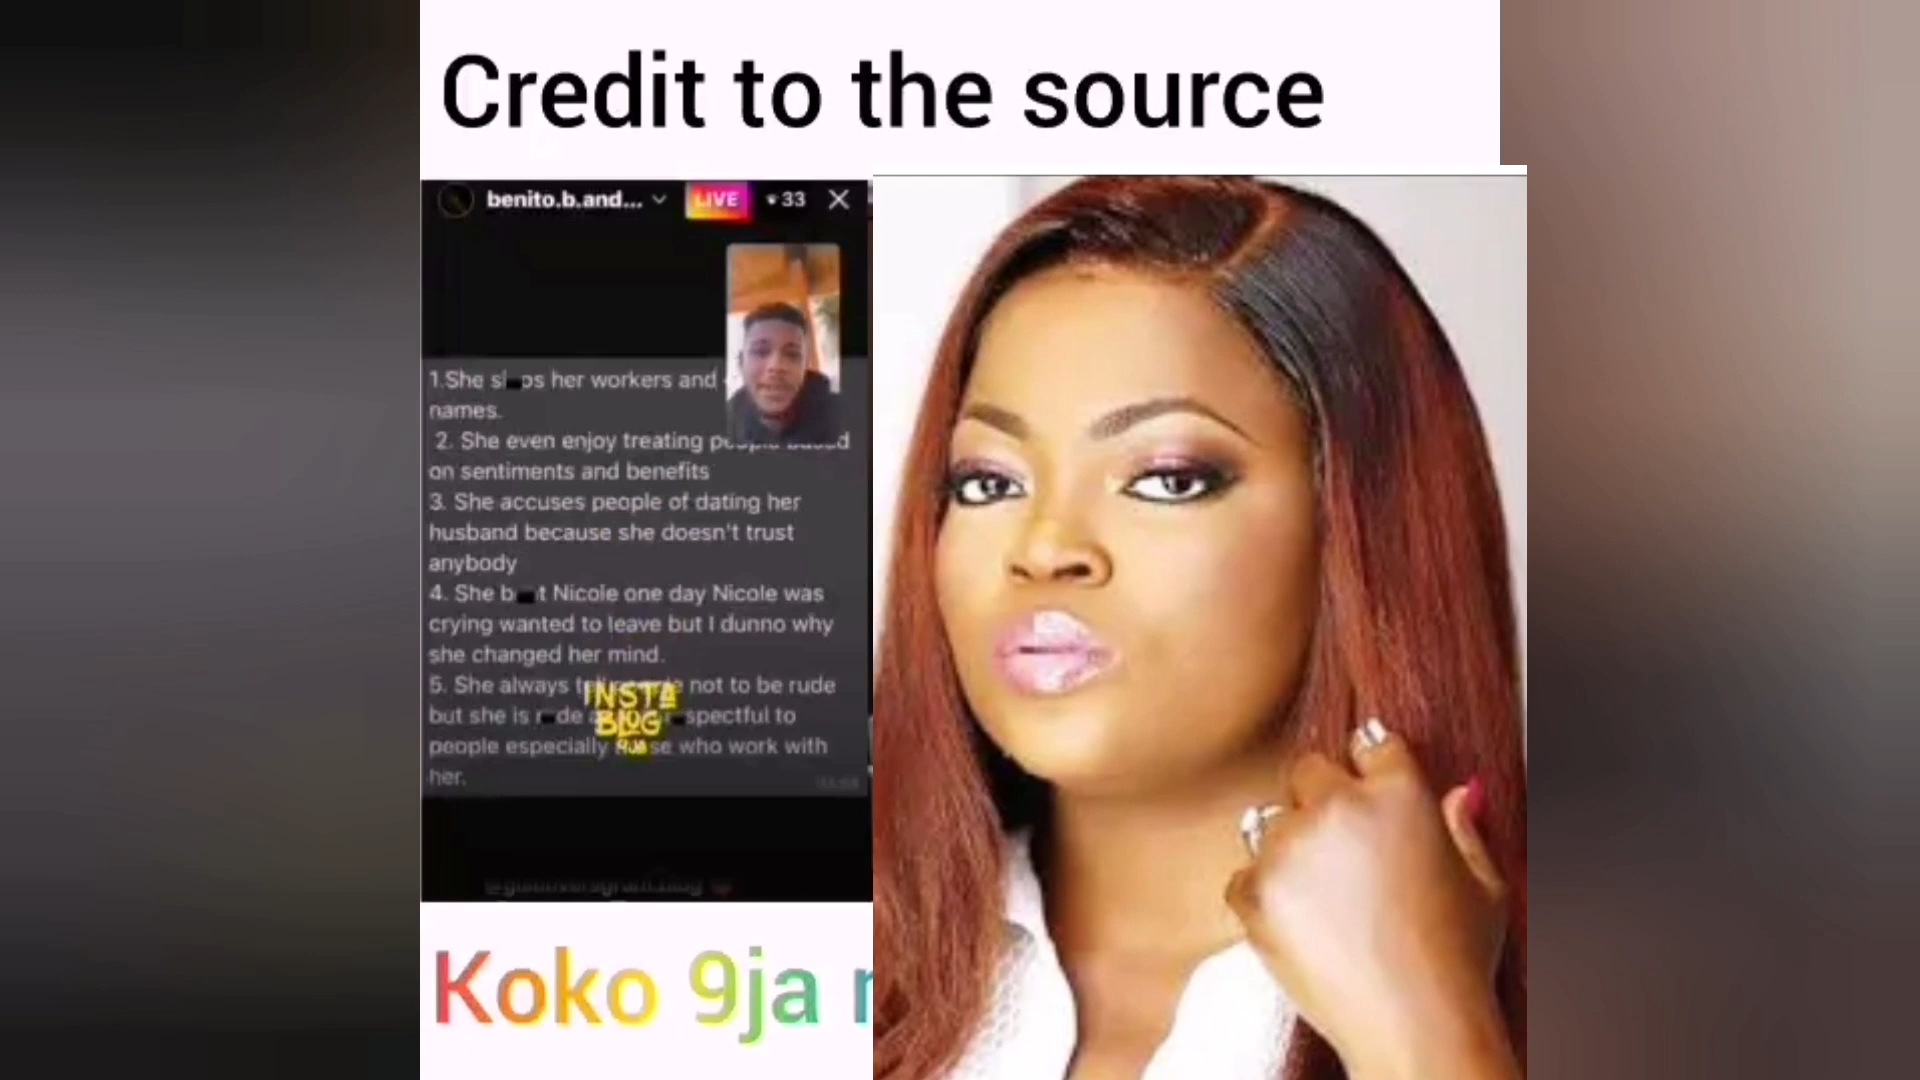 Credit to the source
benito.b.and... LIVE 33
1.She sl ps her workers and
names.
2. She even enjoy treating people based
on sentiments and benefits
3. She accuses people of dating her
husband because she doesn't trust
anybody
4. She b t Nicole one day Nicole was
crying wanted to leave but I dunno why
she changed her mind.
5. She always not to be rude
but she is r de spectful to
people especially who work with
her.
INSTA
BLOG
9JA
Koko 9ja